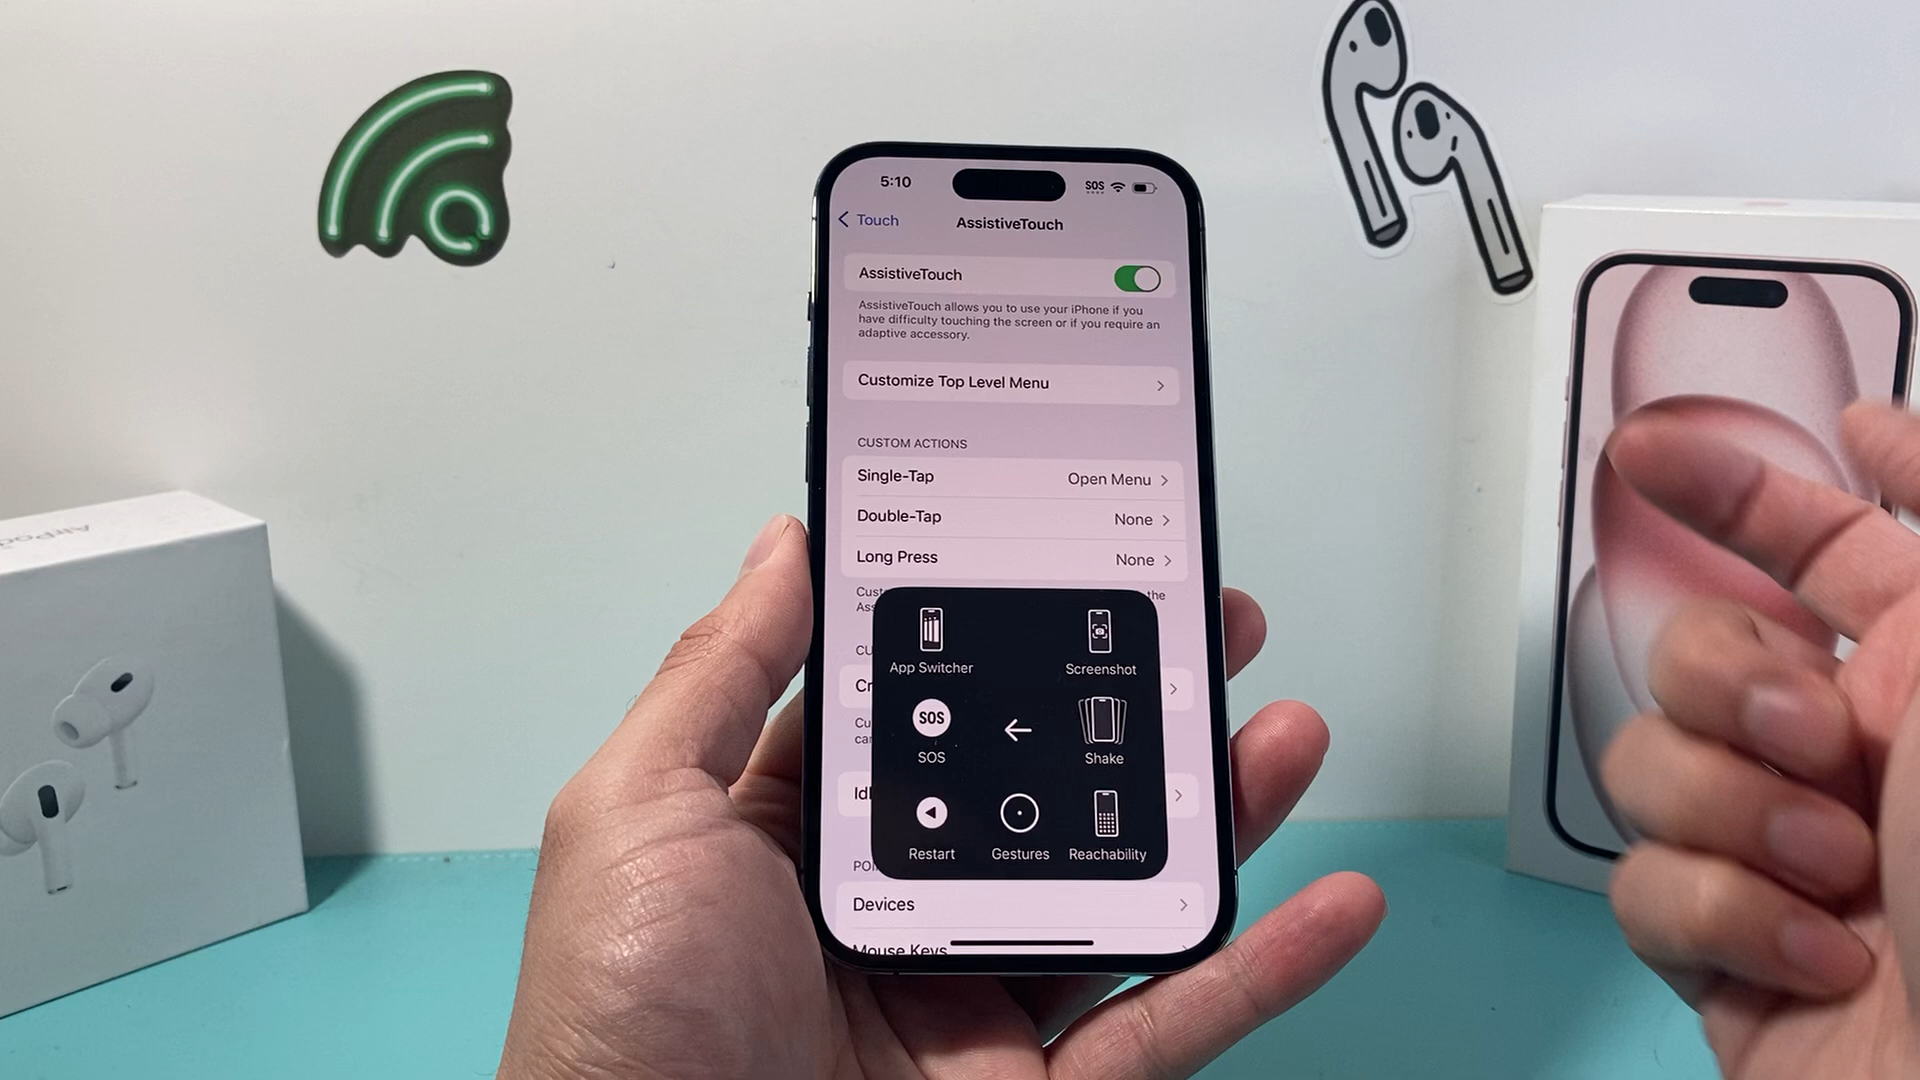 5:10
SOS
Touch
AssistiveTouch
AssistiveTouch
AssistiveTouch allows you to use your iPhone if you
have difficulty touching the screen or if you require an
adaptive accessory.
Customize Top Level Menu
CUSTOM ACTIONS
Single-Tap Open Menu
Double-Tap None
Long Press None
the
App Switcher
Screenshot
SOS
SOS
Shake
Restart
Gestures
Reachability
Devices
Mouse Keys